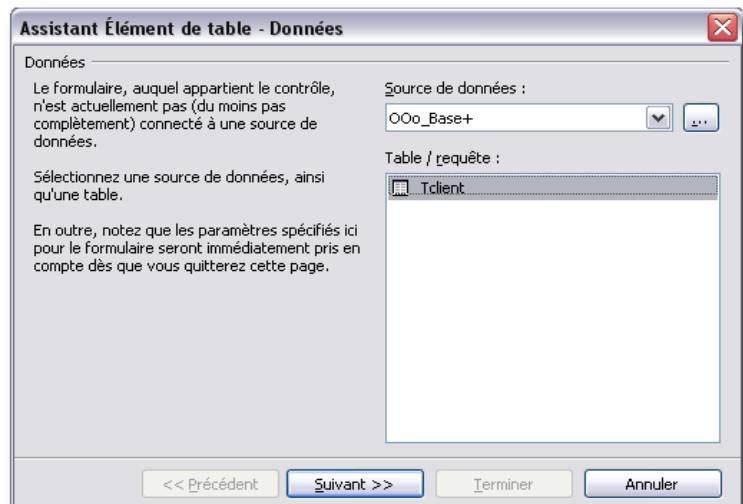 Assistant Élément de table - Données
Données
Le formulaire, auquel appartient le contrôle,
n'est actuellement pas (du moins pas
complètement) connecté à une source de
données.
Sélectionnez une source de données, ainsi
qu'une table.
En outre, notez que les paramètres spécifiés ici
pour le formulaire seront immédiatement pris en
compte dès que vous quitterez cette page.
Source de données :
OOo_Base+
...
Table / requête :
Tclient
<< Précédent
Suivant >>
Terminer
Annuler